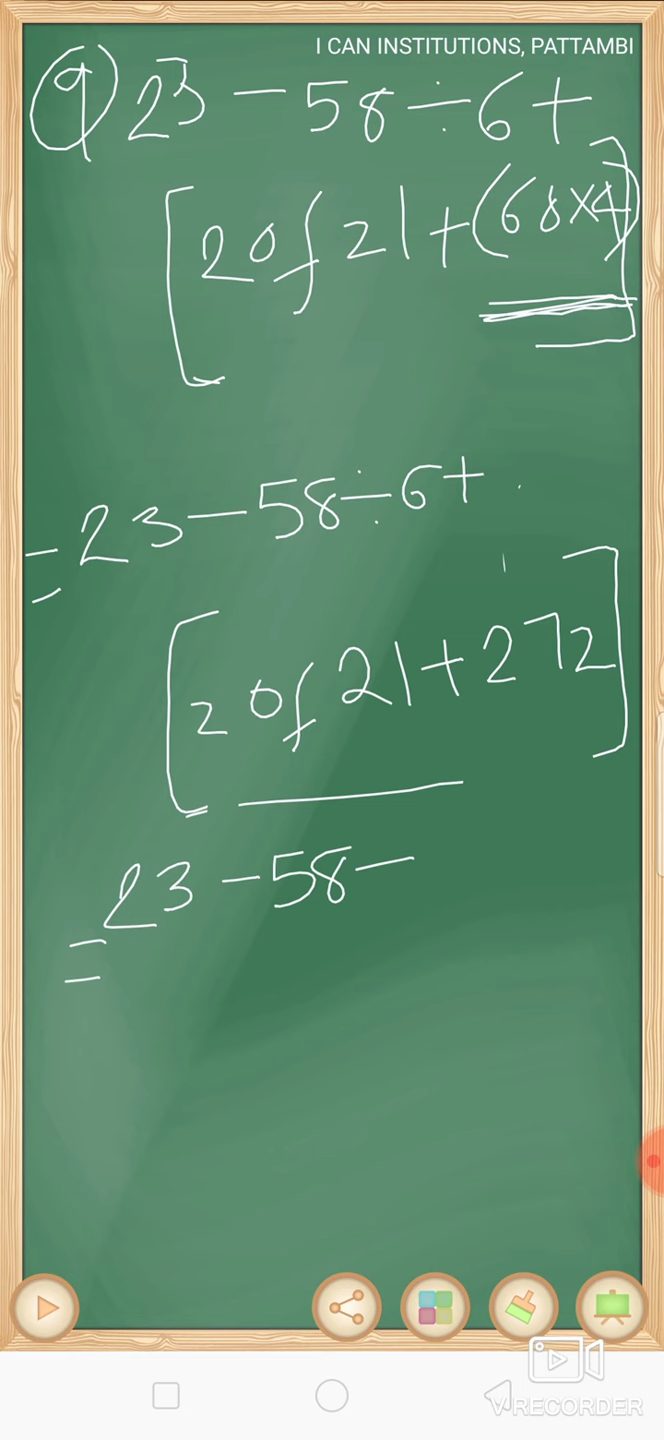 I CAN INSTITUTIONS, PATTAMBI
9) 23 - 58 ÷ 6 +
[2 of 21 + (68 × 4)]
= 23 - 58 ÷ 6 +
[2 of 21 + 272]
= 23 - 58 -
V RECORDER